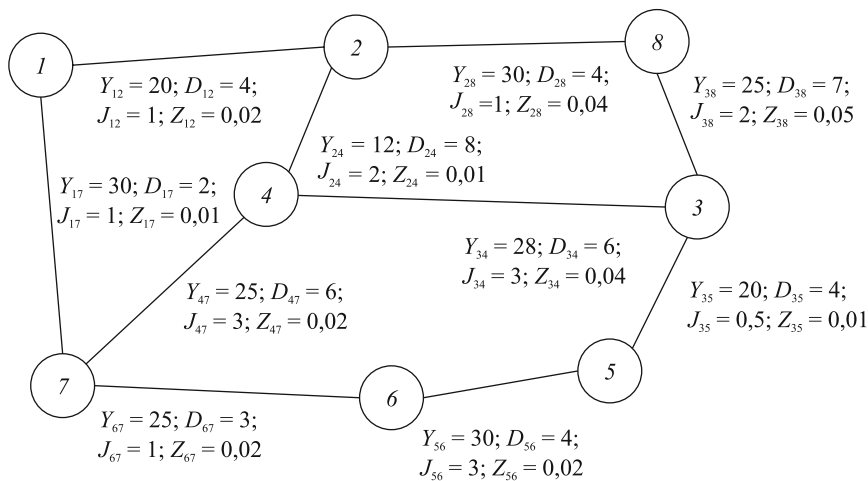 1
2
8
Y₁₂ = 20; D₁₂ = 4;
J₁₂ = 1; Z₁₂ = 0,02
Y₂₈ = 30; D₂₈ = 4;
J₂₈ =1; Z₂₈ = 0,04
Y₃₈ = 25; D₃₈ = 7;
J₃₈ = 2; Z₃₈ = 0,05
Y₂₄ = 12; D₂₄ = 8;
J₂₄ = 2; Z₂₄ = 0,01
Y₁₇ = 30; D₁₇ = 2;
J₁₇ = 1; Z₁₇ = 0,01
4
3
Y₃₄ = 28; D₃₄ = 6;
J₃₄ = 3; Z₃₄ = 0,04
Y₄₇ = 25; D₄₇ = 6;
J₄₇ = 3; Z₄₇ = 0,02
Y₃₅ = 20; D₃₅ = 4;
J₃₅ = 0,5; Z₃₅ = 0,01
7
6
5
Y₆₇ = 25; D₆₇ = 3;
J₆₇ = 1; Z₆₇ = 0,02
Y₅₆ = 30; D₅₆ = 4;
J₅₆ = 3; Z₅₆ = 0,02